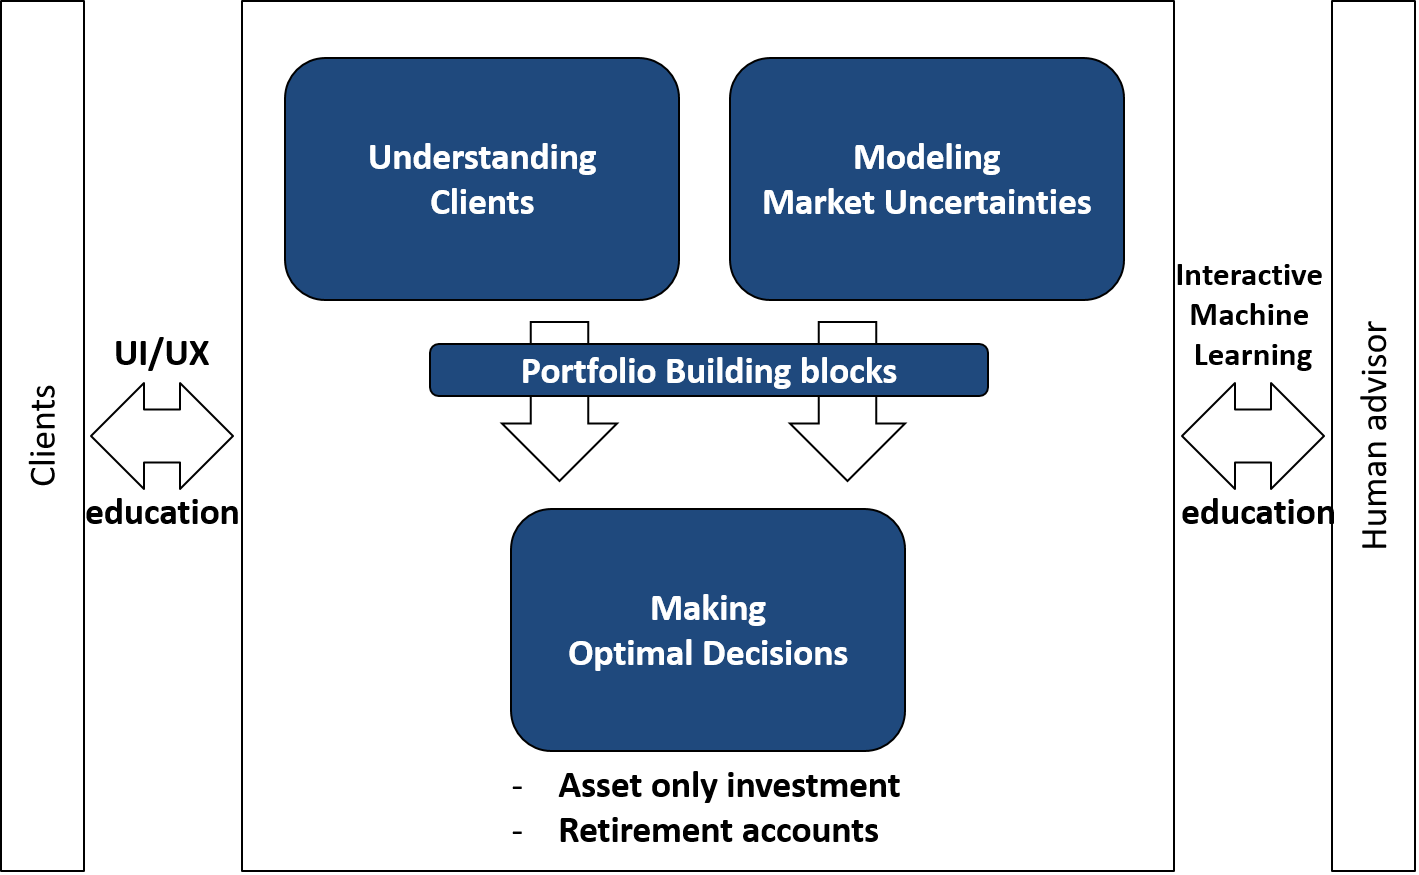 Understanding
Clients
Modeling
Market Uncertainties
Portfolio Building blocks
Making
Optimal Decisions
- Asset only investment
- Retirement accounts
Clients
UI/UX
education
Interactive
Machine
Learning
education
Human advisor